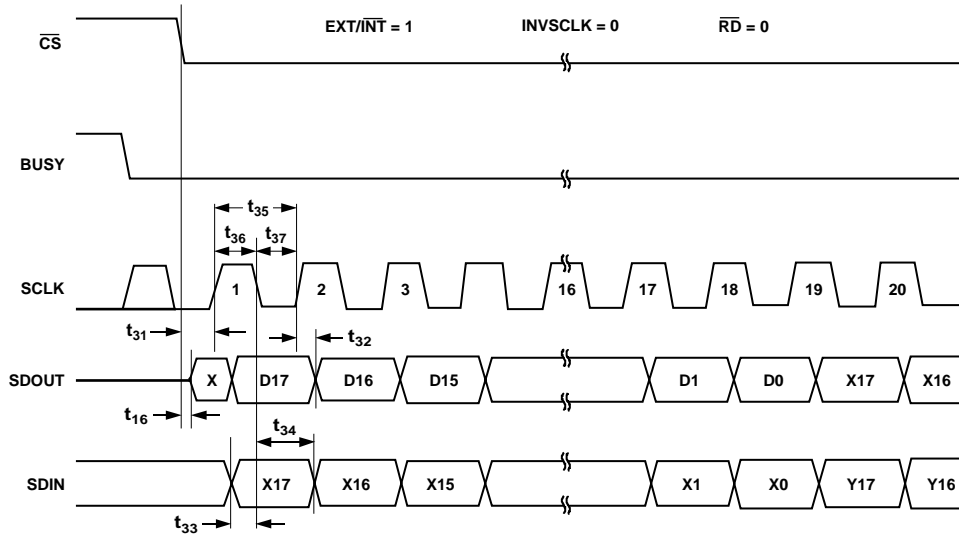 EXT/INT = 1 INVSCLK = 0 RD = 0
CS
BUSY
t35
t36 t37
SCLK 1 2 3 16 17 18 19 20
t31 t32
SDOUT X D17 D16 D15 D1 D0 X17 X16
t16 t34
SDIN X17 X16 X15 X1 X0 Y17 Y16
t33